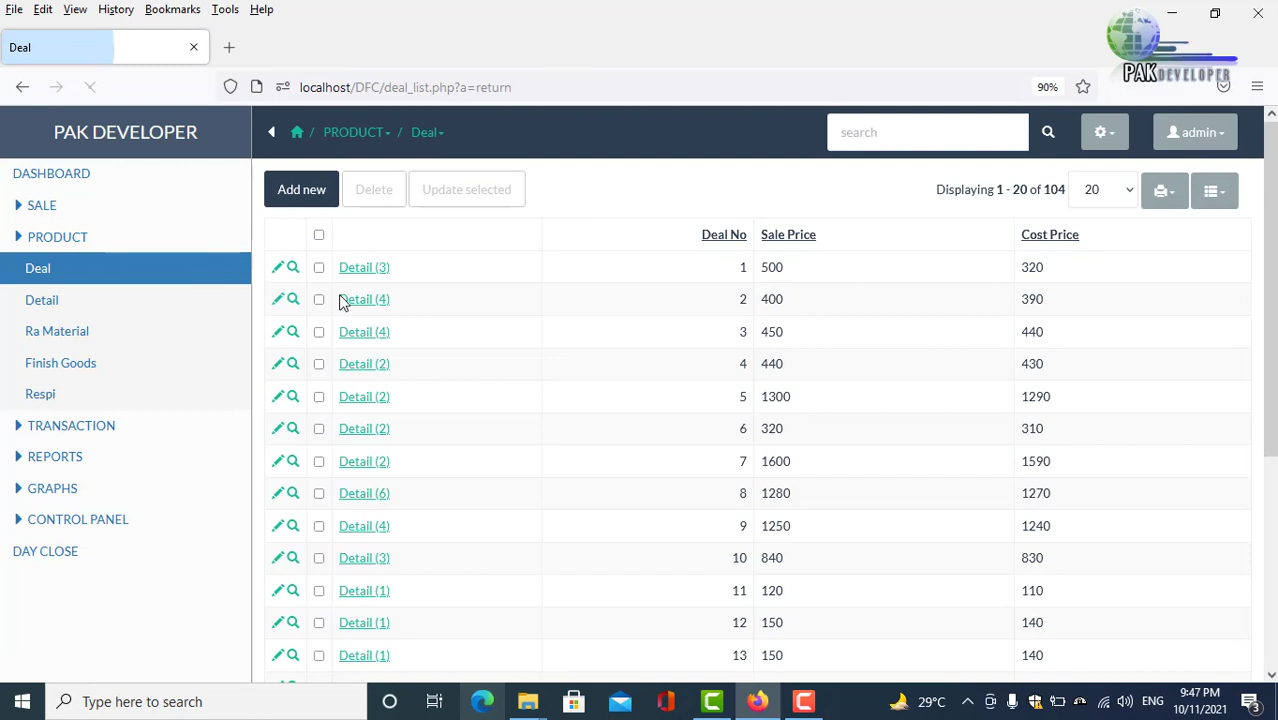 File Edit View History Bookmarks Tools Help
Deal
PAK DEVELOPER
localhost/DFC/deal_list.php?a=return 90%
PAK DEVELOPER
/ PRODUCT / Deal search admin
DASHBOARD
SALE
PRODUCT
Deal
Detail
Ra Material
Finish Goods
Respi
TRANSACTION
REPORTS
GRAPHS
CONTROL PANEL
DAY CLOSE
Add new Delete Update selected Displaying 1 - 20 of 104 20
Deal No Sale Price Cost Price
Detail (3) 1 500 320
Detail (4) 2 400 390
Detail (4) 3 450 440
Detail (2) 4 440 430
Detail (2) 5 1300 1290
Detail (2) 6 320 310
Detail (2) 7 1600 1590
Detail (6) 8 1280 1270
Detail (4) 9 1250 1240
Detail (3) 10 840 830
Detail (1) 11 120 110
Detail (1) 12 150 140
Detail (1) 13 150 140
Type here to search 29°C ENG 9:47 PM
10/11/2021 3